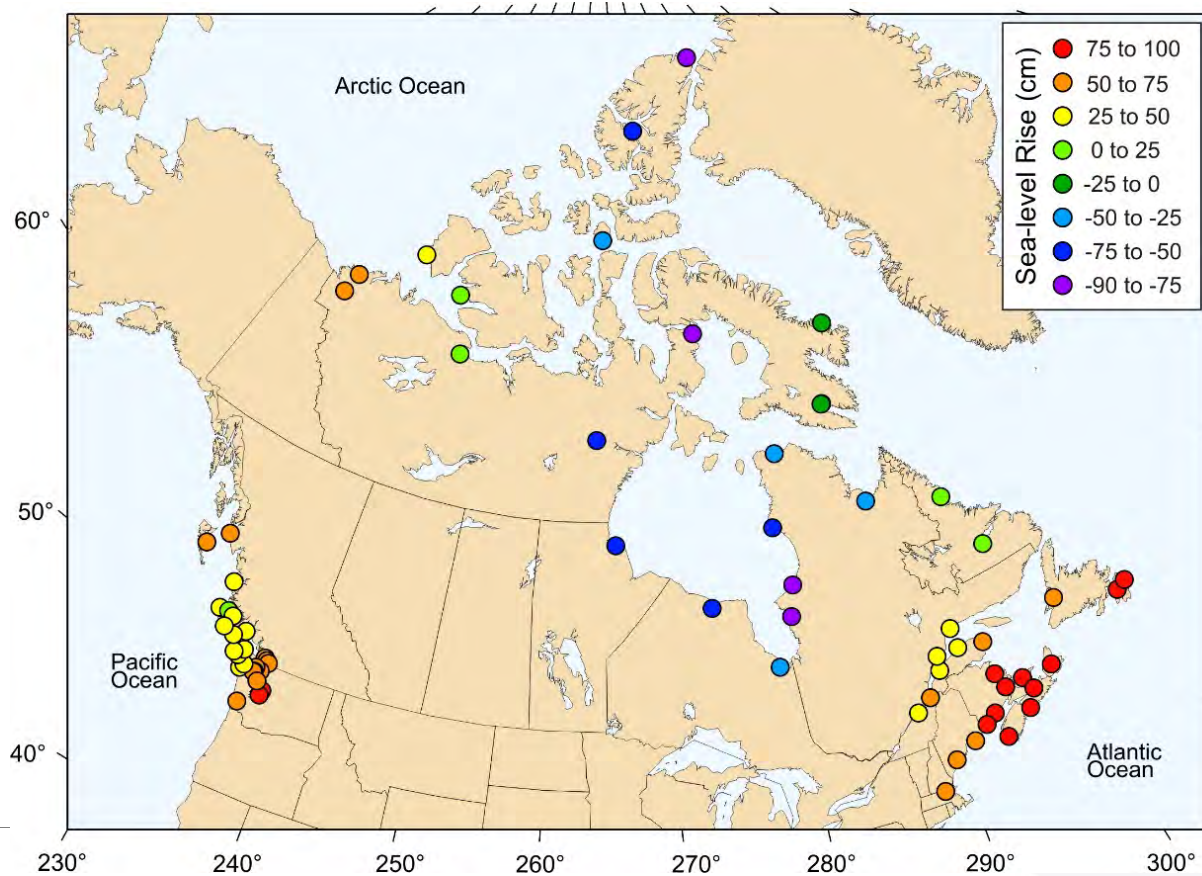 Arctic Ocean
Sea-level Rise (cm)
75 to 100
50 to 75
25 to 50
0 to 25
-25 to 0
-50 to -25
-75 to -50
-90 to -75
60°
50°
40°
Pacific
Ocean
Atlantic
Ocean
230°
240°
250°
260°
270°
280°
290°
300°